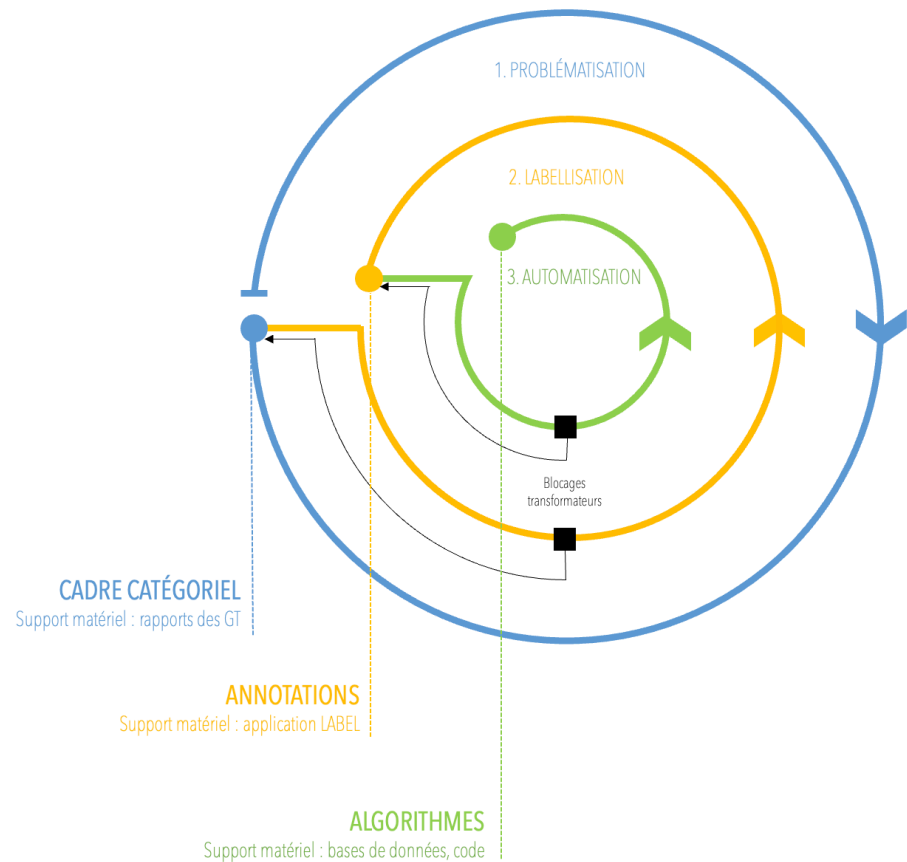 1. PROBLÉMATISATION
2. LABELLISATION
3. AUTOMATISATION
Blocages
transformateurs
CADRE CATÉGORIEL
Support matériel : rapports des GT
ANNOTATIONS
Support matériel : application LABEL
ALGORITHMES
Support matériel : bases de données, code